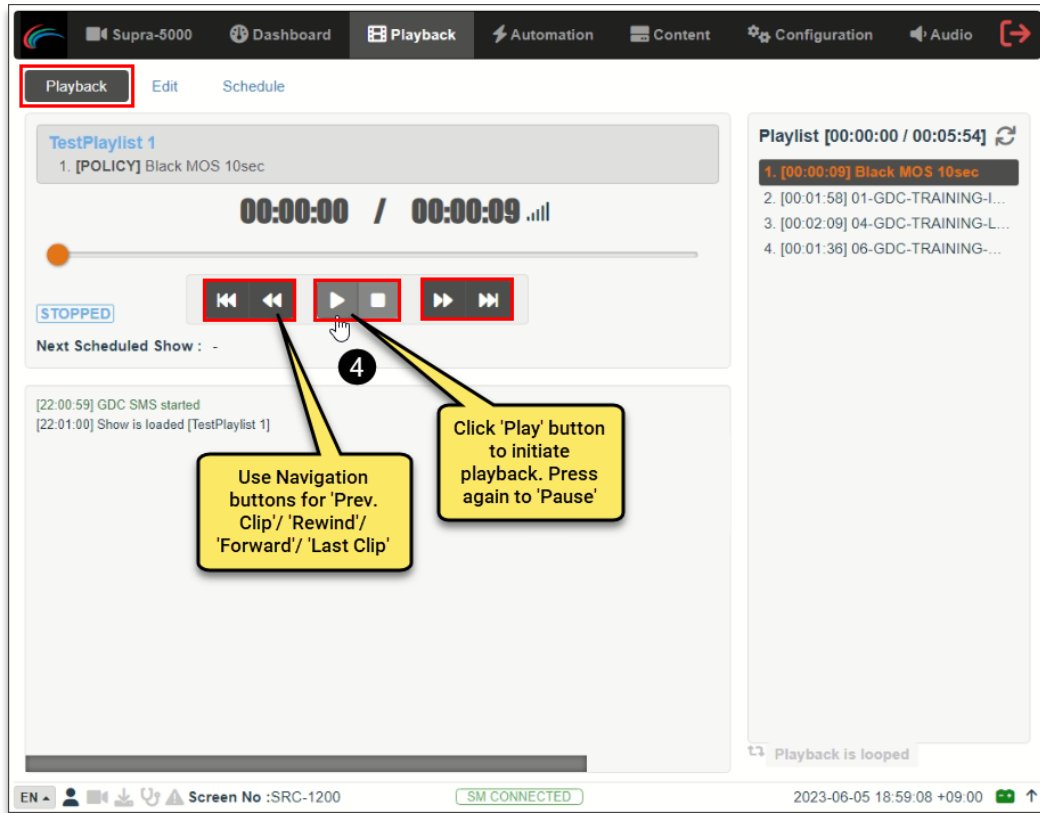 Supra-5000 Dashboard Playback Automation Content Configuration Audio
Playback Edit Schedule
TestPlaylist 1
1. [POLICY] Black MOS 10sec
00:00:00 / 00:00:09
STOPPED
Next Scheduled Show : -
4
[22:00:59] GDC SMS started
[22:01:00] Show is loaded [TestPlaylist 1]
Use Navigation
buttons for 'Prev.
Clip'/ 'Rewind'/
'Forward'/ 'Last Clip'
Click 'Play' button
to initiate
playback. Press
again to 'Pause'
Playlist [00:00:00 / 00:05:54]
1. [00:00:09] Black MOS 10sec
2. [00:01:58] 01-GDC-TRAINING-I...
3. [00:02:09] 04-GDC-TRAINING-L...
4. [00:01:36] 06-GDC-TRAINING-...
Playback is looped
EN Screen No :SRC-1200 SM CONNECTED 2023-06-05 18:59:08 +09:00